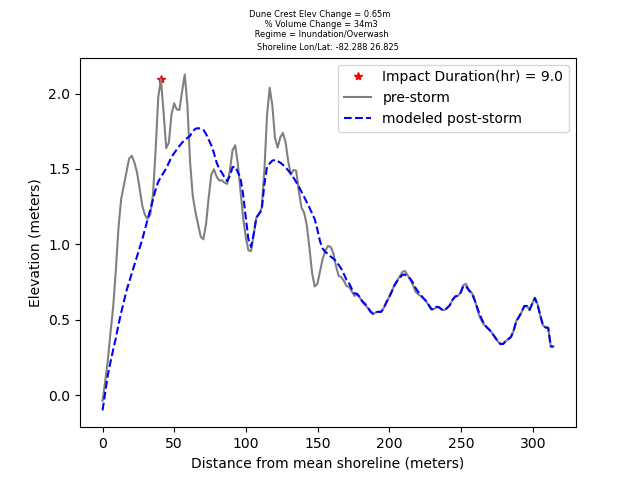 Dune Crest Elev Change = 0.65m
% Volume Change = 34m3
Regime = Inundation/Overwash
Shoreline Lon/Lat: -82.288 26.825
Impact Duration(hr) = 9.0
pre-storm
modeled post-storm
Elevation (meters)
2.0
1.5
1.0
0.5
0.0
0 50 100 150 200 250 300
Distance from mean shoreline (meters)